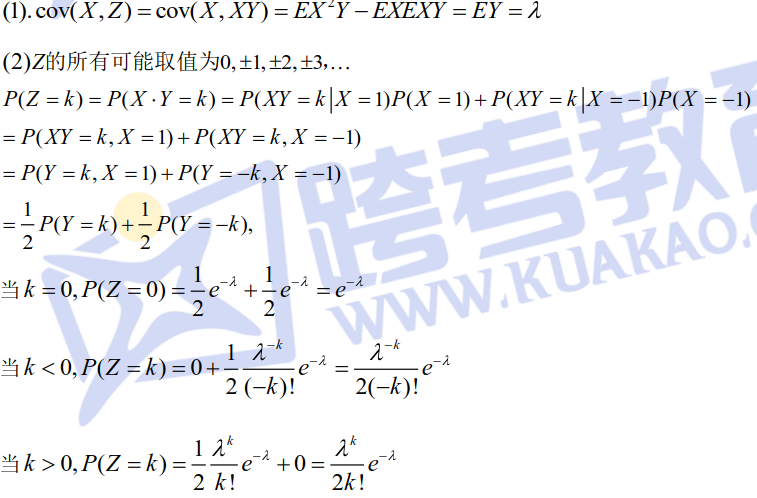 (1).cov(X,Z)=cov(X,XY)=EX²Y−EXEXY=EY=λ
(2)Z的所有可能取值为0,±1,±2,±3,…
P(Z=k)=P(X·Y=k)=P(XY=k|X=1)P(X=1)+P(XY=k|X=−1)P(X=−1)
=P(XY=k,X=1)+P(XY=k,X=−1)
=P(Y=k,X=1)+P(Y=−k,X=−1)
=1/2 P(Y=k)+1/2 P(Y=−k),
当k=0,P(Z=0)=1/2 e^{−λ}+1/2 e^{−λ}=e^{−λ}
当k<0,P(Z=k)=0+1/2 λ^{−k}/(−k)! e^{−λ}=λ^{−k}/2(−k)! e^{−λ}
当k>0,P(Z=k)=1/2 λ^{k}/k! e^{−λ}+0=λ^{k}/2k! e^{−λ}
跨考教育
WWW.KUAKAO.C